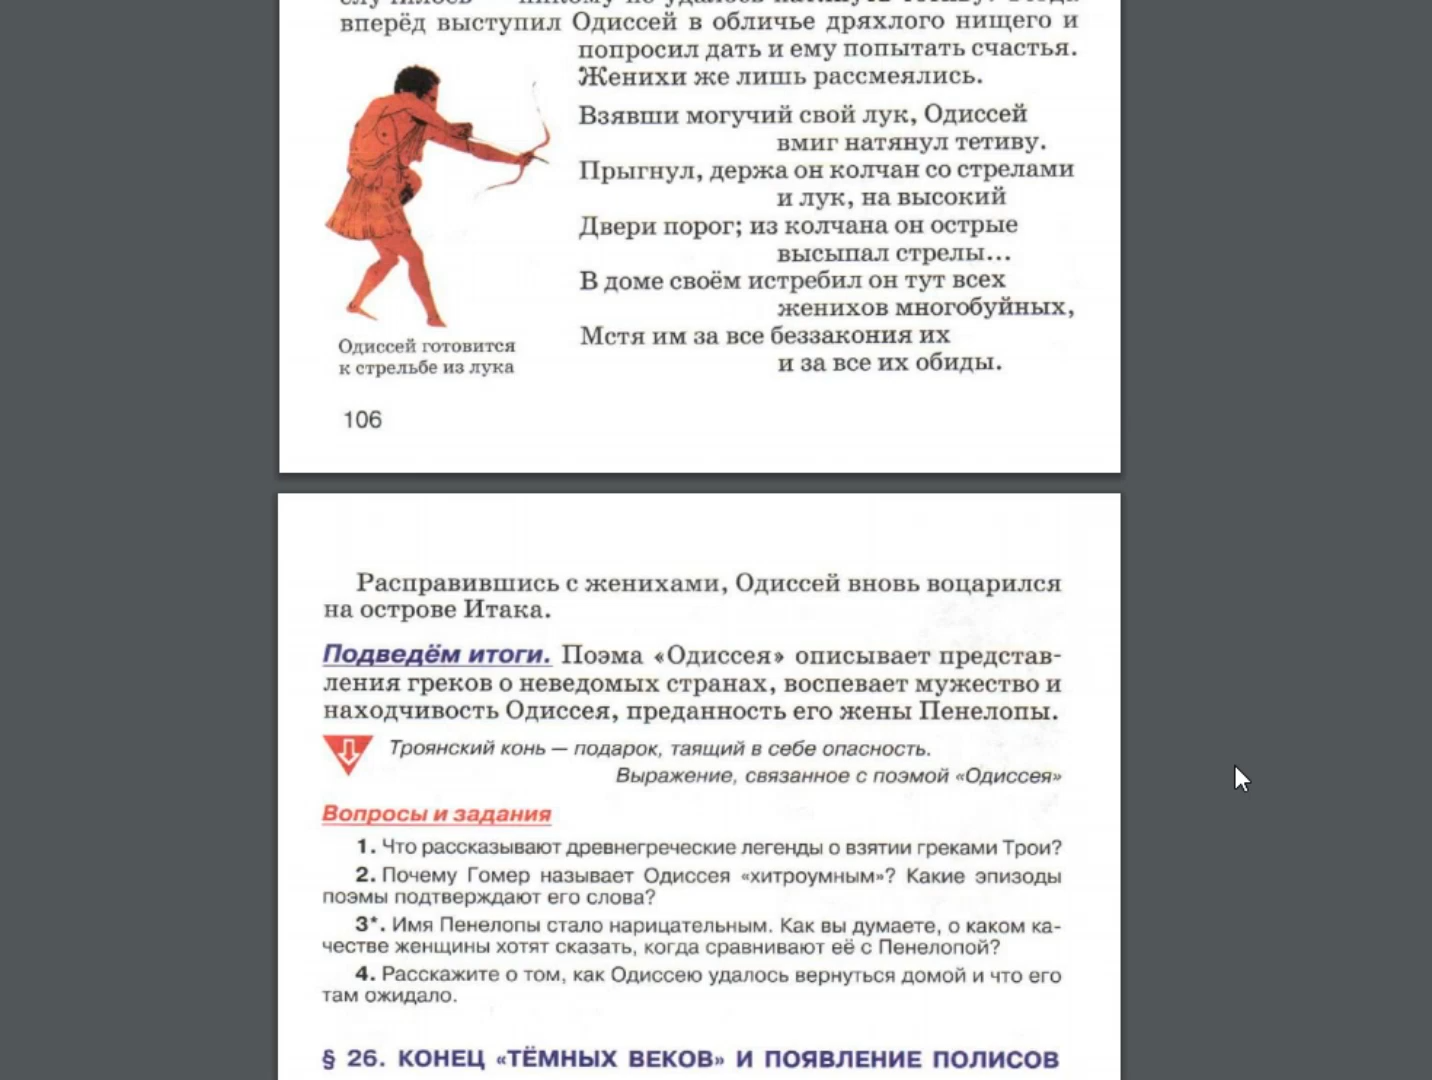 вперёд выступил Одиссей в обличье дряхлого нищего и
попросил дать и ему попытать счастья.
Женихи же лишь рассмеялись.
Взявши могучий свой лук, Одиссей
вмиг натянул тетиву.
Прыгнул, держа он колчан со стрелами
и лук, на высокий
Двери порог; из колчана он острые
высыпал стрелы...
В доме своём истребил он тут всех
женихов многобуйных,
Мстя им за все беззакония их
и за все их обиды.
Одиссей готовится
к стрельбе из лука
106
Расправившись с женихами, Одиссей вновь воцарился
на острове Итака.
Подведём итоги. Поэма «Одиссея» описывает представ-
ления греков о неведомых странах, воспевает мужество и
находчивость Одиссея, преданность его жены Пенелопы.
Троянский конь — подарок, таящий в себе опасность.
Выражение, связанное с поэмой «Одиссея»
Вопросы и задания
1. Что рассказывают древнегреческие легенды о взятии греками Трои?
2. Почему Гомер называет Одиссея «хитроумным»? Какие эпизоды
поэмы подтверждают его слова?
3*. Имя Пенелопы стало нарицательным. Как вы думаете, о каком ка-
честве женщины хотят сказать, когда сравнивают её с Пенелопой?
4. Расскажите о том, как Одиссею удалось вернуться домой и что его
там ожидало.
§ 26. КОНЕЦ «ТЁМНЫХ ВЕКОВ» И ПОЯВЛЕНИЕ ПОЛИСОВ